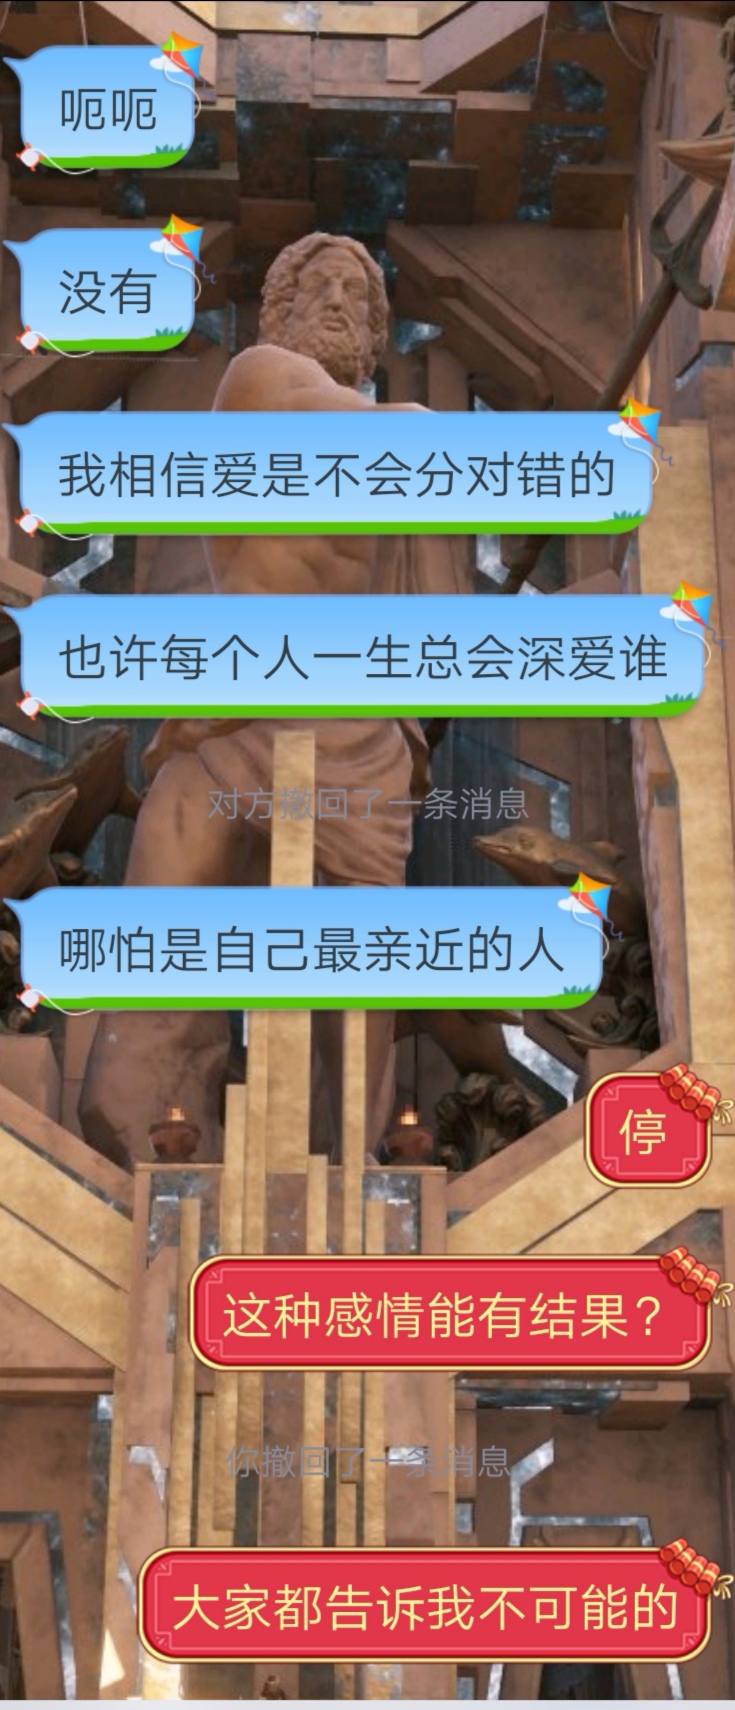 呃呃
没有
我相信爱是不会分对错的
也许每个人一生总会深爱谁
对方撤回了一条消息
哪怕是自己最亲近的人
停
这种感情能有结果？
你撤回了一条消息
大家都告诉我不可能的